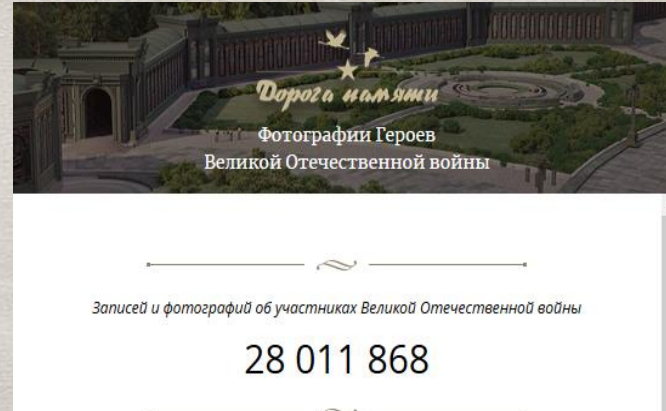 Дорога памяти
Фотографии Героев
Великой Отечественной войны
Записей и фотографий об участниках Великой Отечественной войны
28 011 868